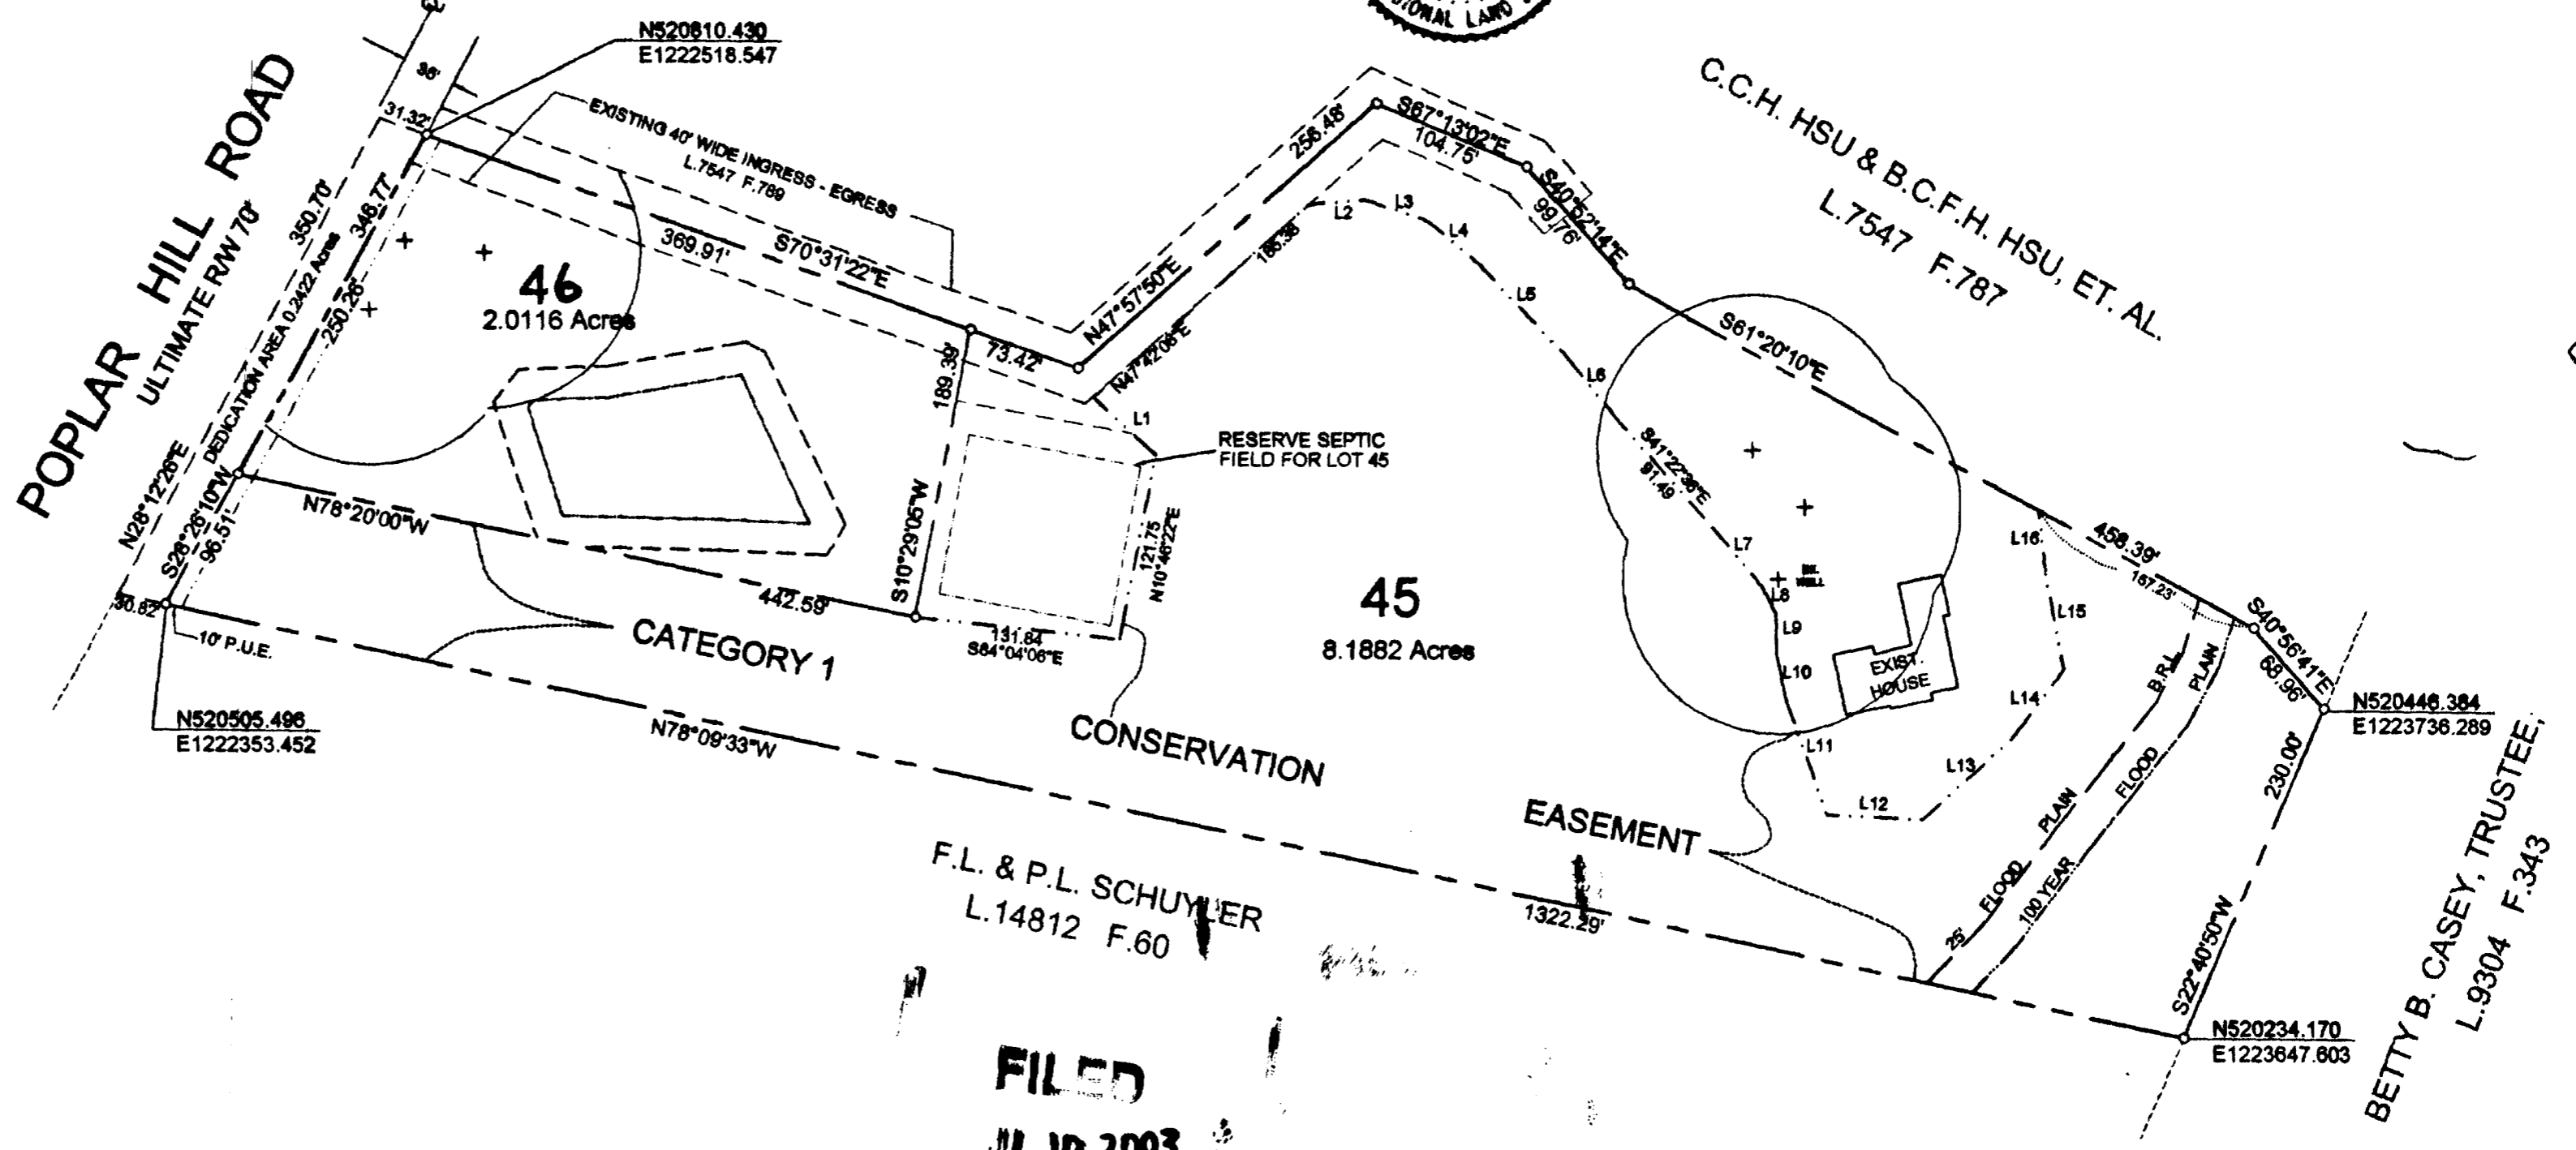 SIONAL LAND
N520810.430
E1222518.547
POPLAR HILL ROAD
ULTIMATE R/W 70'
31.32'
EXISTING 40' WIDE INGRESS - EGRESS
L.7547 F.789
C.C.H. HSU & B.C.F.H. HSU, ET. AL.
L.7547 F.787
256.48'
S67°13'02"E
104.75'
S40°52'14"E
99.76'
350.70'
346.77'
DEDICATION AREA 0.2422 Acres
250.26'
369.91'
S70°31'22"E
46
2.0116 Acres
73.42'
N47°57'50"E
N47°42'08"E
L1
L2
L3
L4
L5
L6
S61°20'10"E
189.39'
S10°29'05"W
RESERVE SEPTIC
FIELD FOR LOT 45
121.75
N10°46'22"E
131.84
S84°04'06"E
N28°12'26"E
S28°26'10"W
96.51'
N78°20'00"W
442.59'
30.82'
10' P.U.E.
N520505.496
E1222353.452
45
8.1882 Acres
S41°22'36"E
91.49
L7
L8
L9
L10
L11
L12
L13
L14
L15
L16
EXIST.
HOUSE
458.39'
157.23'
S40°56'41"E
68.96'
N520446.384
E1223736.289
25' FLOOD PLAIN B.R.L.
100 YEAR FLOOD PLAIN
230.00'
S22°40'50"W
N520234.170
E1223647.603
CATEGORY 1
CONSERVATION
EASEMENT
N78°09'33"W
1322.29'
F.L. & P.L. SCHUYLER
L.14812 F.60
BETTY B. CASEY, TRUSTEE,
L.9304 F.343
FILED
2003